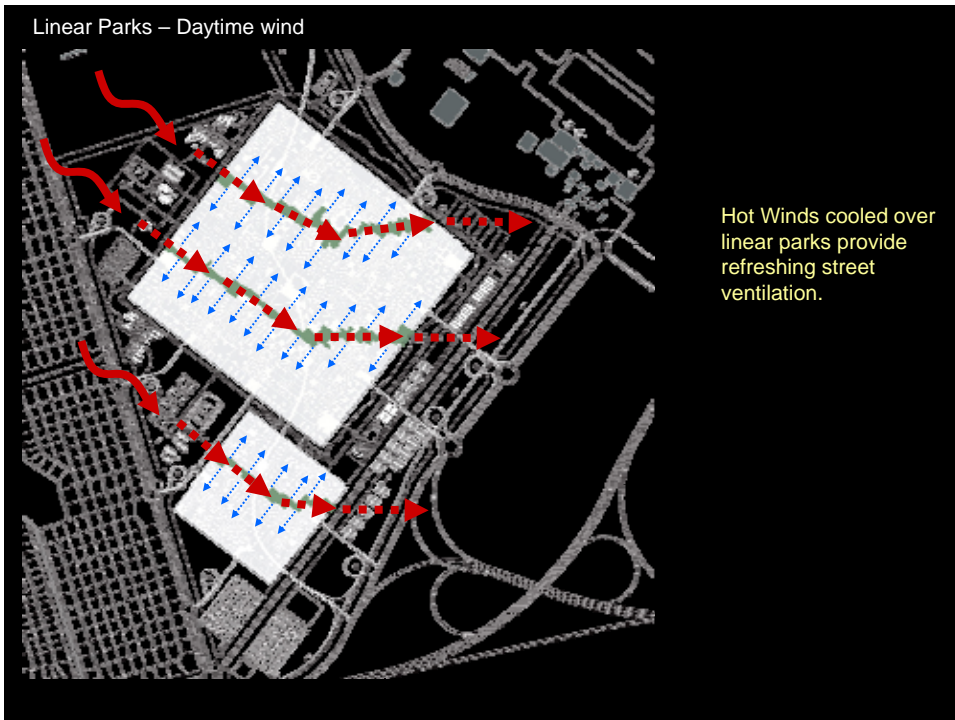 Linear Parks – Daytime wind
Hot Winds cooled over
linear parks provide
refreshing street
ventilation.